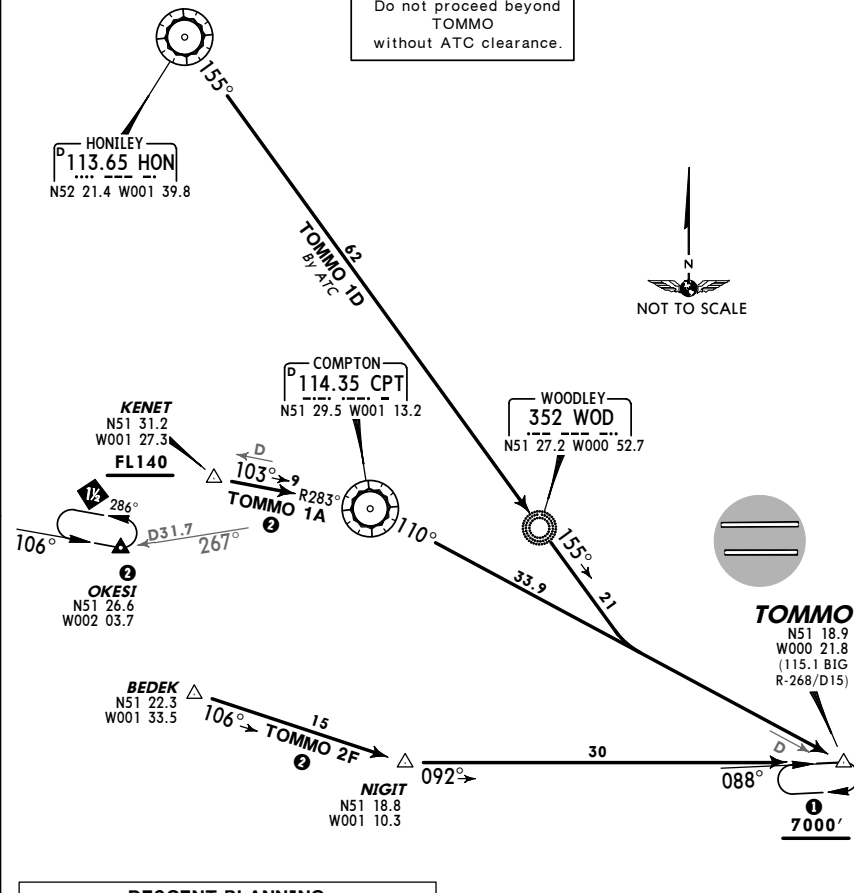 Do not proceed beyond
TOMMO
without ATC clearance.
155°
HONILEY
D 113.65 HON
N52 21.4 W001 39.8
62
TOMMO 1D
By ATC
N
NOT TO SCALE
COMPTON
D 114.35 CPT
N51 29.5 W001 13.2
WOODLEY
352 WOD
N51 27.2 W000 52.7
KENET
N51 31.2
W001 27.3
FL140
D
103° 9
R283°
TOMMO 1A
2
1½
286°
106°
D31.7
267°
2
OKESI
N51 26.6
W002 03.7
110°
33.9
155°
21
TOMMO
N51 18.9
W000 21.8
(115.1 BIG
R-268/D15)
BEDEK
N51 22.3
W001 33.5
106°
15
TOMMO 2F
2
NIGIT
N51 18.8
W001 10.3
092°
30
D
088°
1
7000'
DESCENT PLANNING